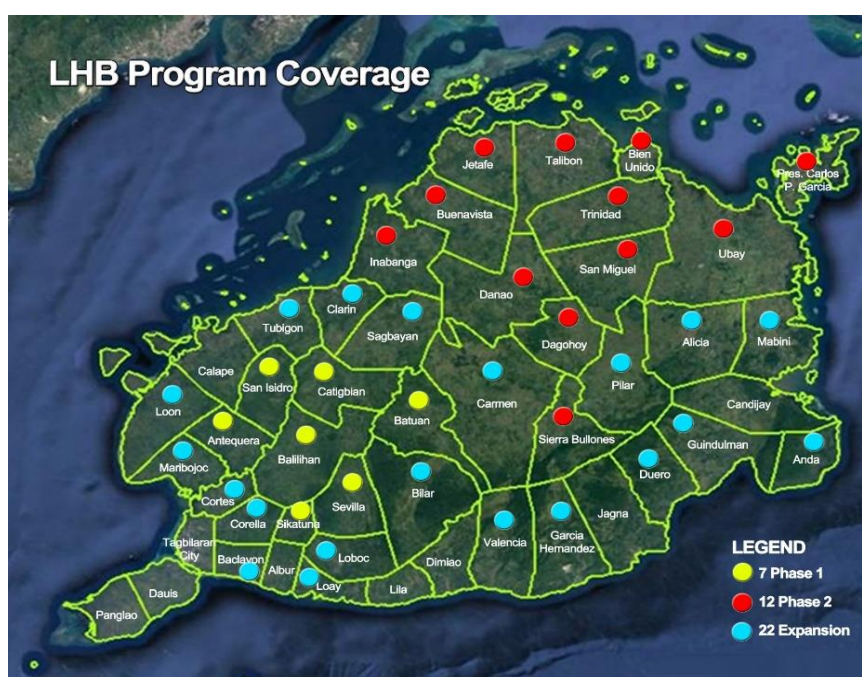 LHB Program Coverage
Jetafe
Talibon
Bien
Unido
Pres. Carlos
P. Garcia
Buenavista
Trinidad
Inabanga
San Miguel
Ubay
Danao
Clarin
Tubigon
Sagbayan
Dagohoy
Alicia
Mabini
Calape
San Isidro
Catigbian
Carmen
Pilar
Loon
Batuan
Candijay
Antequera
Sierra Bullones
Guindulman
Maribojoc
Balilihan
Anda
Duero
Bilar
Cortes
Sevilla
Corella
Sikatuna
Jagna
Tagbilaran
City
Valencia
Garcia
Hernandez
Baclayon
Albur
Loboc
Dimiao
Loay
Lila
Dauis
Panglao
LEGEND
7 Phase 1
12 Phase 2
22 Expansion